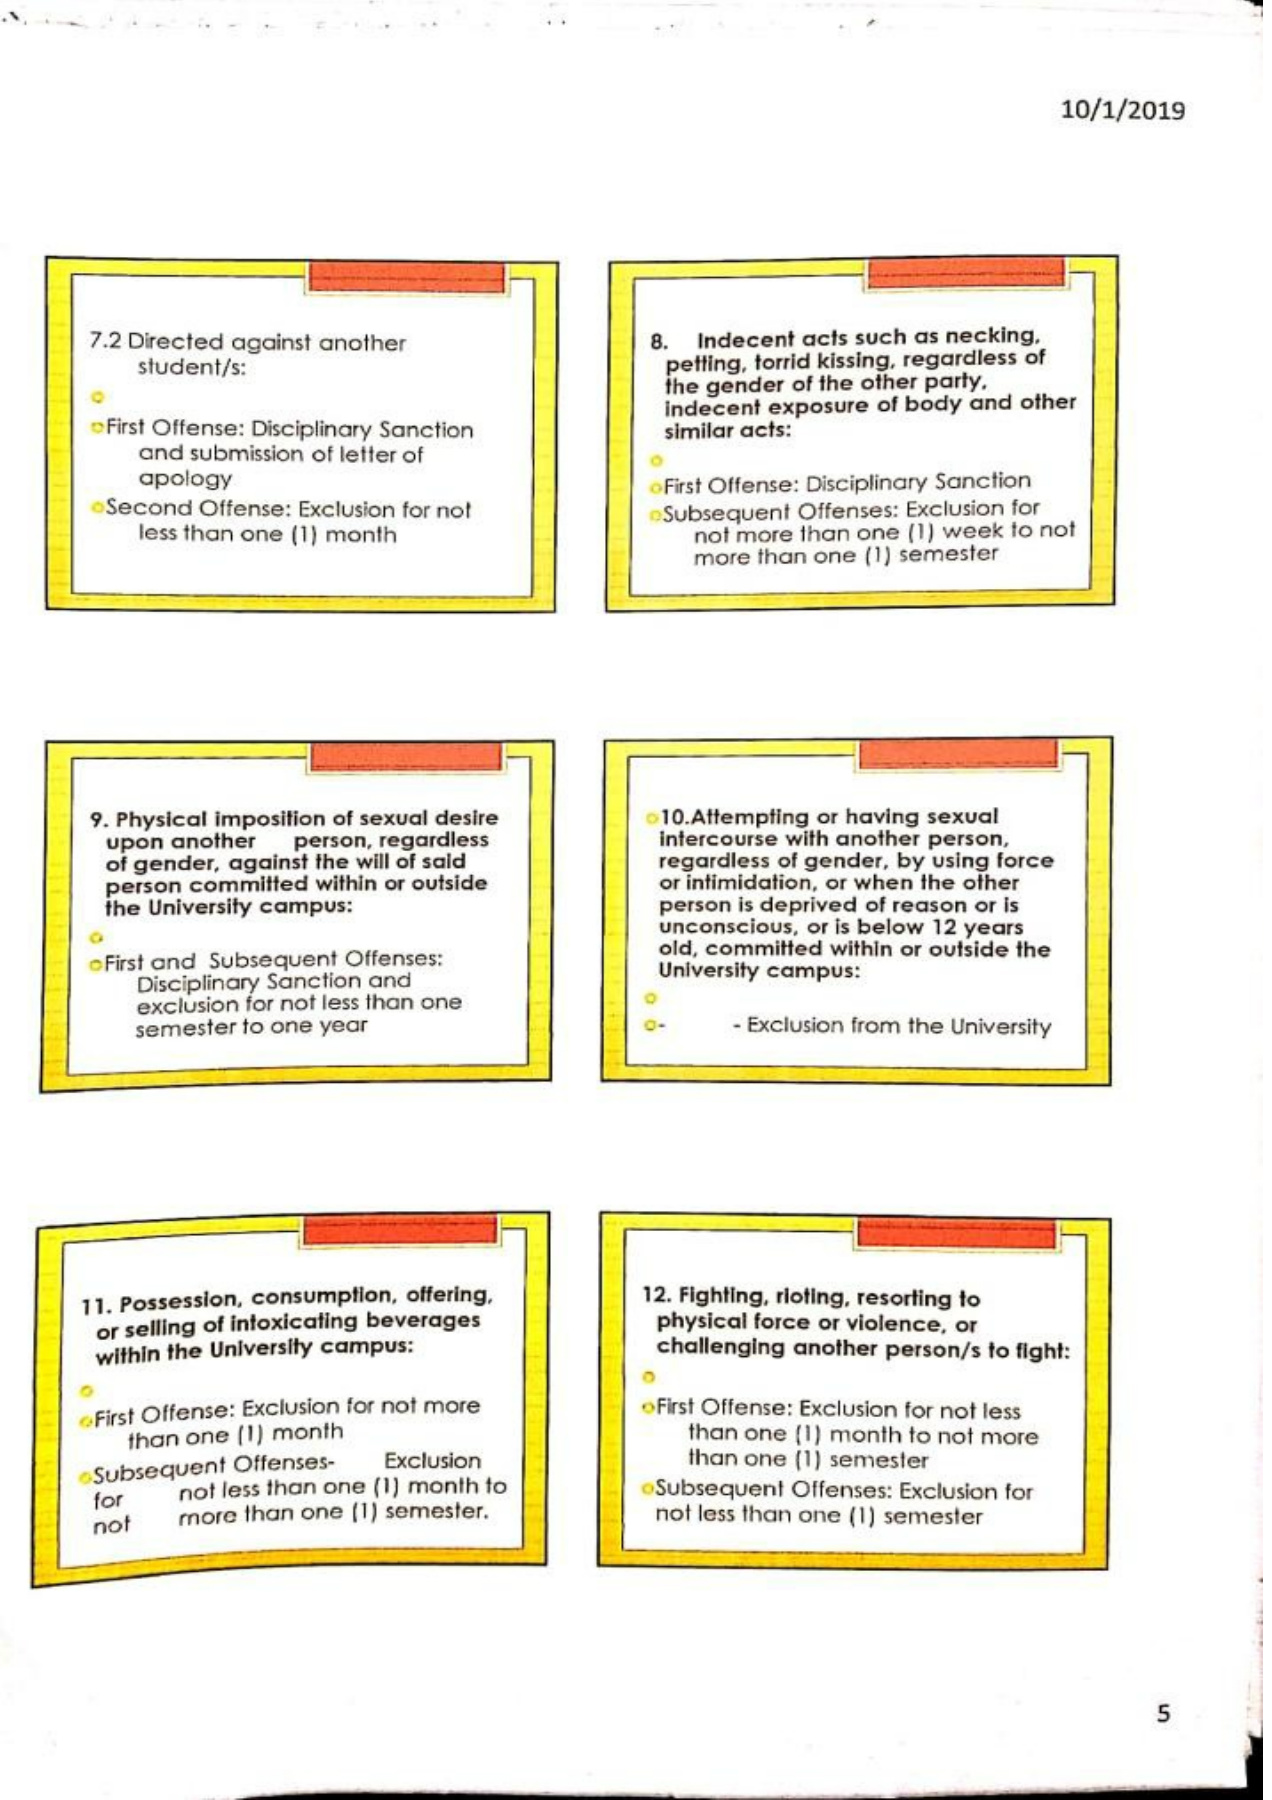 10/1/2019
7.2 Directed against another
student/s:
First Offense: Disciplinary Sanction
and submission of letter of
apology
Second Offense: Exclusion for not
less than one (1) month
8. Indecent acts such as necking,
petting, torrid kissing, regardless of
the gender of the other party,
indecent exposure of body and other
similar acts:
First Offense: Disciplinary Sanction
Subsequent Offenses: Exclusion for
not more than one (1) week to not
more than one (1) semester
9. Physical imposition of sexual desire
upon another person, regardless
of gender, against the will of said
person committed within or outside
the University campus:
First and Subsequent Offenses:
Disciplinary Sanction and
exclusion for not less than one
semester to one year
10.Attempting or having sexual
intercourse with another person,
regardless of gender, by using force
or intimidation, or when the other
person is deprived of reason or is
unconscious, or is below 12 years
old, committed within or outside the
University campus:
- - Exclusion from the University
11. Possession, consumption, offering,
or selling of intoxicating beverages
within the University campus:
First Offense: Exclusion for not more
than one (1) month
Subsequent Offenses- Exclusion
for not less than one (1) month to
not more than one (1) semester.
12. Fighting, rioting, resorting to
physical force or violence, or
challenging another person/s to fight:
First Offense: Exclusion for not less
than one (1) month to not more
than one (1) semester
Subsequent Offenses: Exclusion for
not less than one (1) semester
5